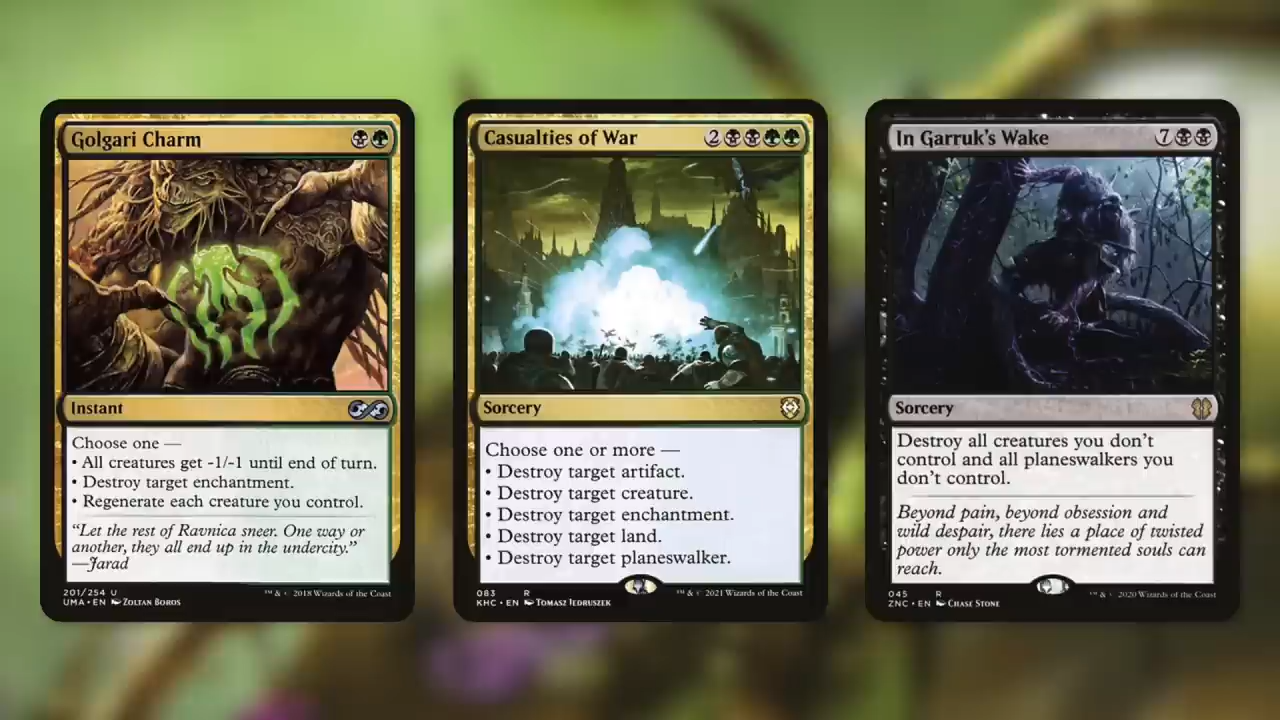 Golgari Charm
Instant
Choose one —
• All creatures get -1/-1 until end of turn.
• Destroy target enchantment.
• Regenerate each creature you control.
“Let the rest of Ravnica sneer. One way or
another, they all end up in the undercity.”
—Jarad
201/254 U
UMA • EN Zoltan Boros
™ & © 2018 Wizards of the Coast
Casualties of War
2
Sorcery
Choose one or more —
• Destroy target artifact.
• Destroy target creature.
• Destroy target enchantment.
• Destroy target land.
• Destroy target planeswalker.
083 R
KHC • EN Tomasz Jedruszek
™ & © 2021 Wizards of the Coast
In Garruk's Wake
7
Sorcery
Destroy all creatures you don't
control and all planeswalkers you
don't control.
Beyond pain, beyond obsession and
wild despair, there lies a place of twisted
power only the most tormented souls can
reach.
045 R
ZNC • EN Chase Stone
™ & © 2020 Wizards of the Coast